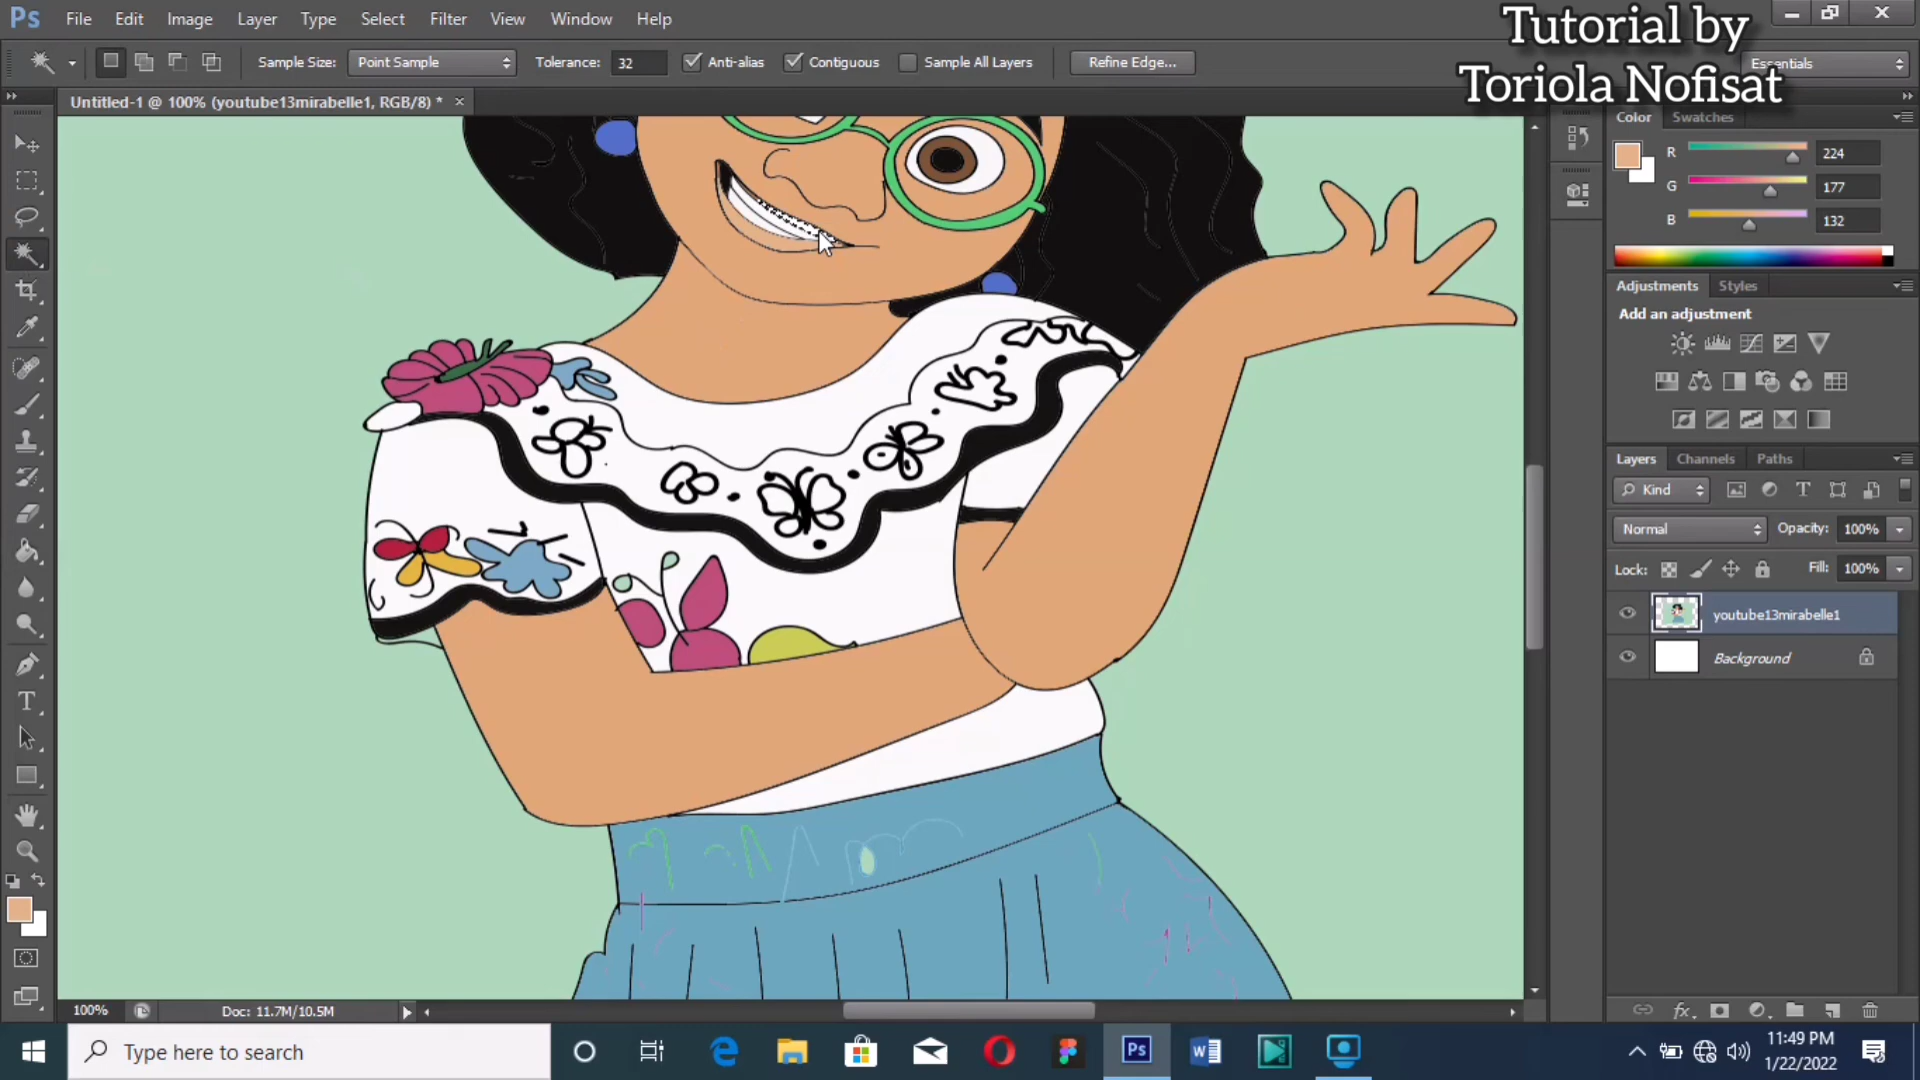 Ps File Edit Image Layer Type Select Filter View Window Help
Tutorial by
Toriola Nofisat
Sample Size: Point Sample Tolerance: 32 Anti-alias Contiguous Sample All Layers Refine Edge... Essentials
Untitled-1 @ 100% (youtube13mirabelle1, RGB/8) *
Color Swatches
R 224
G 177
B 132
Adjustments Styles
Add an adjustment
Layers Channels Paths
Kind
Normal Opacity: 100%
Lock: Fill: 100%
youtube13mirabelle1
Background
100% Doc: 11.7M/10.5M
Type here to search
Ps
11:49 PM
1/22/2022